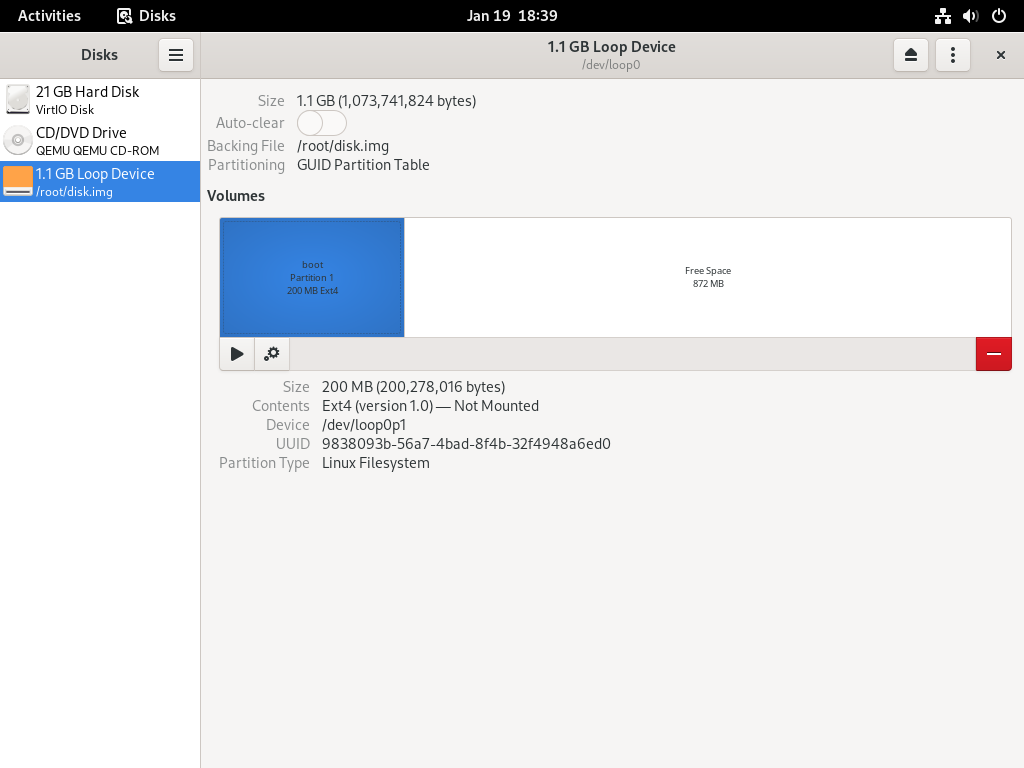 Activities
Disks
Jan 19 18:39
Disks
1.1 GB Loop Device
/dev/loop0
21 GB Hard Disk
VirtIO Disk
CD/DVD Drive
QEMU QEMU CD-ROM
1.1 GB Loop Device
/root/disk.img
Size 1.1 GB (1,073,741,824 bytes)
Auto-clear
Backing File /root/disk.img
Partitioning GUID Partition Table
Volumes
boot
Partition 1
200 MB Ext4
Free Space
872 MB
Size 200 MB (200,278,016 bytes)
Contents Ext4 (version 1.0) — Not Mounted
Device /dev/loop0p1
UUID 9838093b-56a7-4bad-8f4b-32f4948a6ed0
Partition Type Linux Filesystem